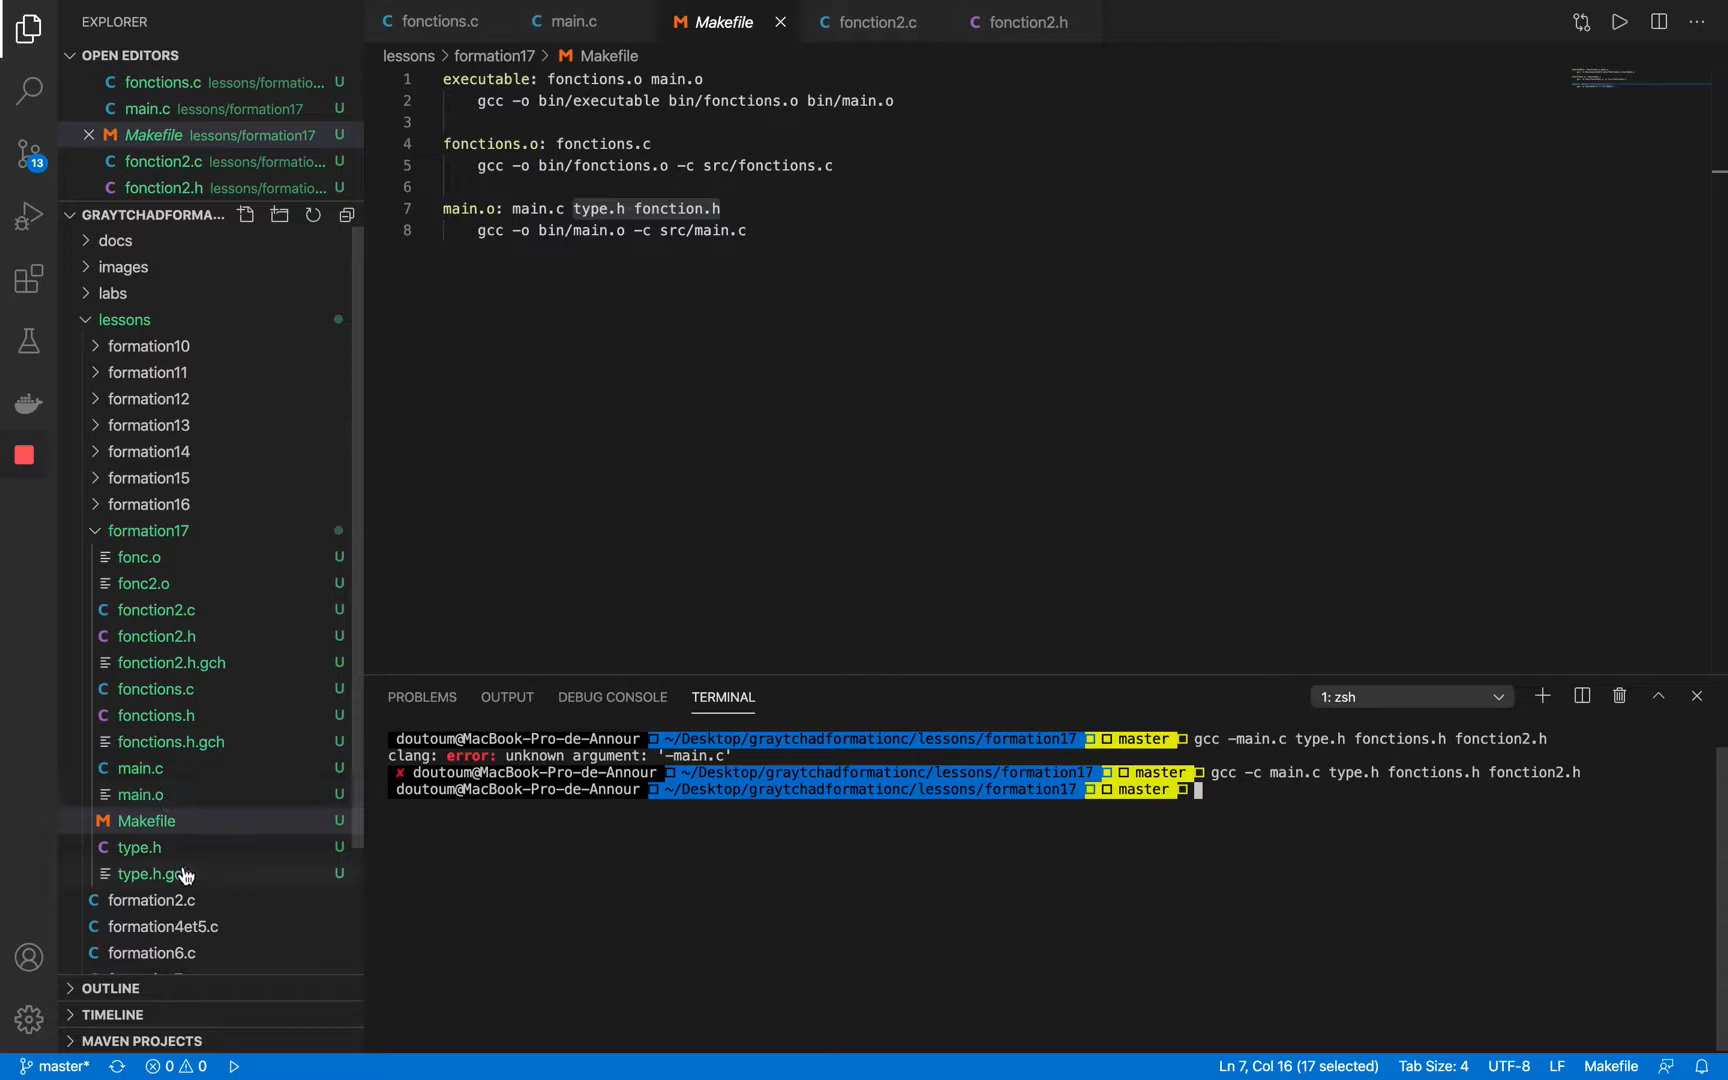 EXPLORER
OPEN EDITORS
C fonctions.c lessons/formatio... U
C main.c lessons/formation17 U
M Makefile lessons/formation17 U
C fonction2.c lessons/formatio... U
C fonction2.h lessons/formatio... U
GRAYTCHADFORMA...
docs
images
labs
lessons
formation10
formation11
formation12
formation13
formation14
formation15
formation16
formation17
fonc.o U
fonc2.o U
C fonction2.c U
C fonction2.h U
fonction2.h.gch U
C fonctions.c U
C fonctions.h U
fonctions.h.gch U
C main.c U
main.o U
M Makefile U
C type.h U
type.h.gch U
C formation2.c
C formation4et5.c
C formation6.c
OUTLINE
TIMELINE
MAVEN PROJECTS
13
C fonctions.c C main.c M Makefile C fonction2.c C fonction2.h
lessons > formation17 > M Makefile
1 executable: fonctions.o main.o
2 gcc -o bin/executable bin/fonctions.o bin/main.o
3
4 fonctions.o: fonctions.c
5 gcc -o bin/fonctions.o -c src/fonctions.c
6
7 main.o: main.c type.h fonction.h
8 gcc -o bin/main.o -c src/main.c
PROBLEMS OUTPUT DEBUG CONSOLE TERMINAL 1: zsh
doutoum@MacBook-Pro-de-Annour ~/Desktop/graytchadformationc/lessons/formation17 master gcc -main.c type.h fonctions.h fonction2.h
clang: error: unknown argument: '-main.c'
✘ doutoum@MacBook-Pro-de-Annour ~/Desktop/graytchadformationc/lessons/formation17 master gcc -c main.c type.h fonctions.h fonction2.h
doutoum@MacBook-Pro-de-Annour ~/Desktop/graytchadformationc/lessons/formation17 master
master* 0 0 Ln 7, Col 16 (17 selected) Tab Size: 4 UTF-8 LF Makefile